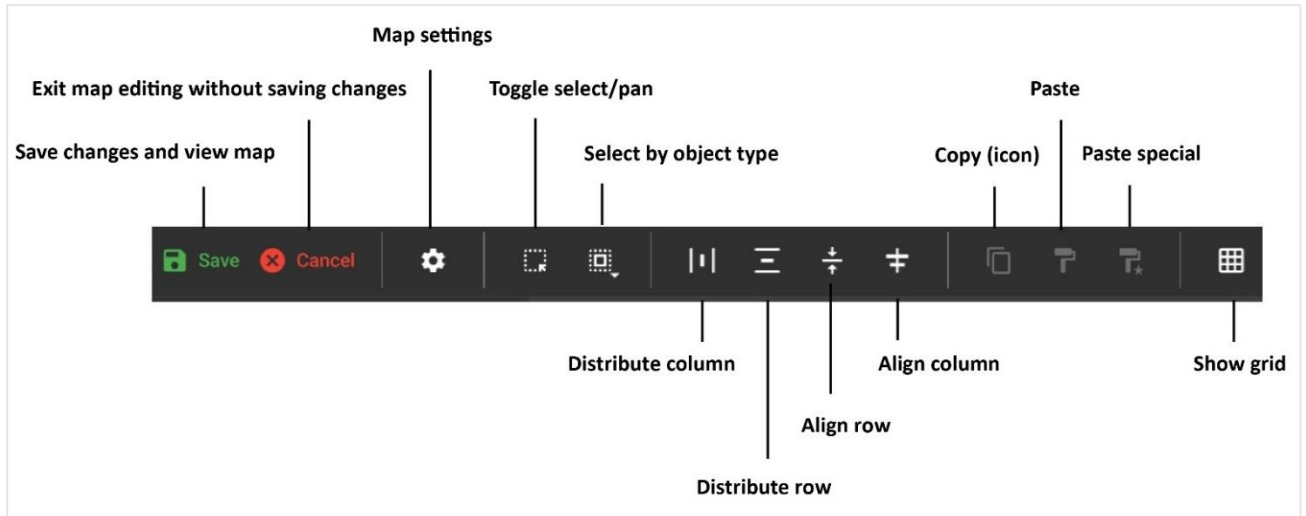 Map settings
Exit map editing without saving changes
Toggle select/pan
Paste
Save changes and view map
Select by object type
Copy (icon)
Paste special
Save
Cancel
Distribute column
Align column
Show grid
Align row
Distribute row